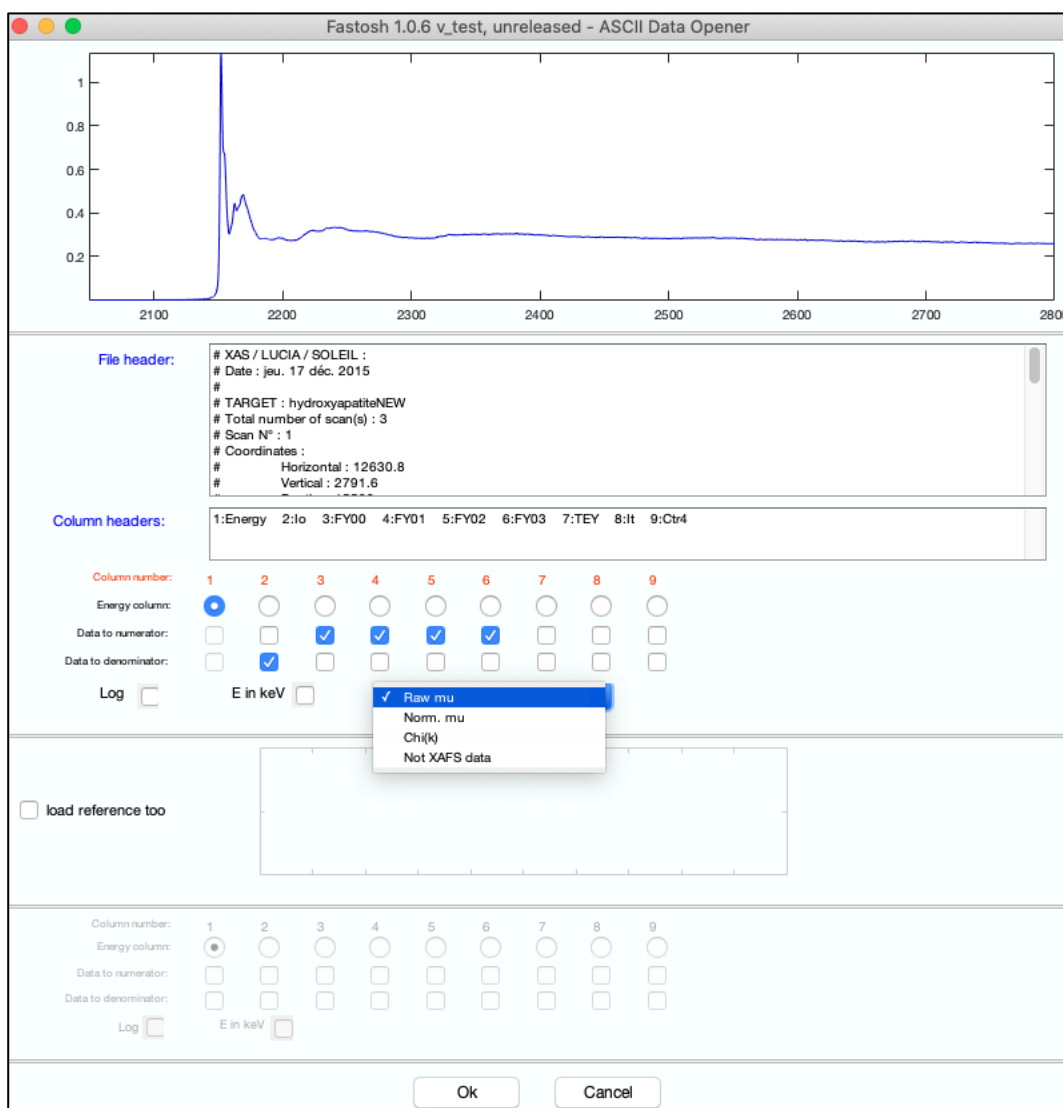 Fastosh 1.0.6 v_test, unreleased - ASCII Data Opener
1
0.8
0.6
0.4
0.2
2100 2200 2300 2400 2500 2600 2700 280
File header:
# XAS / LUCIA / SOLEIL :
# Date : jeu. 17 déc. 2015
#
# TARGET : hydroxyapatiteNEW
# Total number of scan(s) : 3
# Scan N° : 1
# Coordinates :
# Horizontal : 12630.8
# Vertical : 2791.6
Column headers:
1:Energy 2:Io 3:FY00 4:FY01 5:FY02 6:FY03 7:TEY 8:It 9:Ctr4
Column number: 1 2 3 4 5 6 7 8 9
Energy column:
Data to numerator:
Data to denominator:
Log E in keV
✓ Raw mu
Norm. mu
Chi(k)
Not XAFS data
load reference too
Column number: 1 2 3 4 5 6 7 8 9
Energy column:
Data to numerator:
Data to denominator:
Log E in keV
Ok Cancel